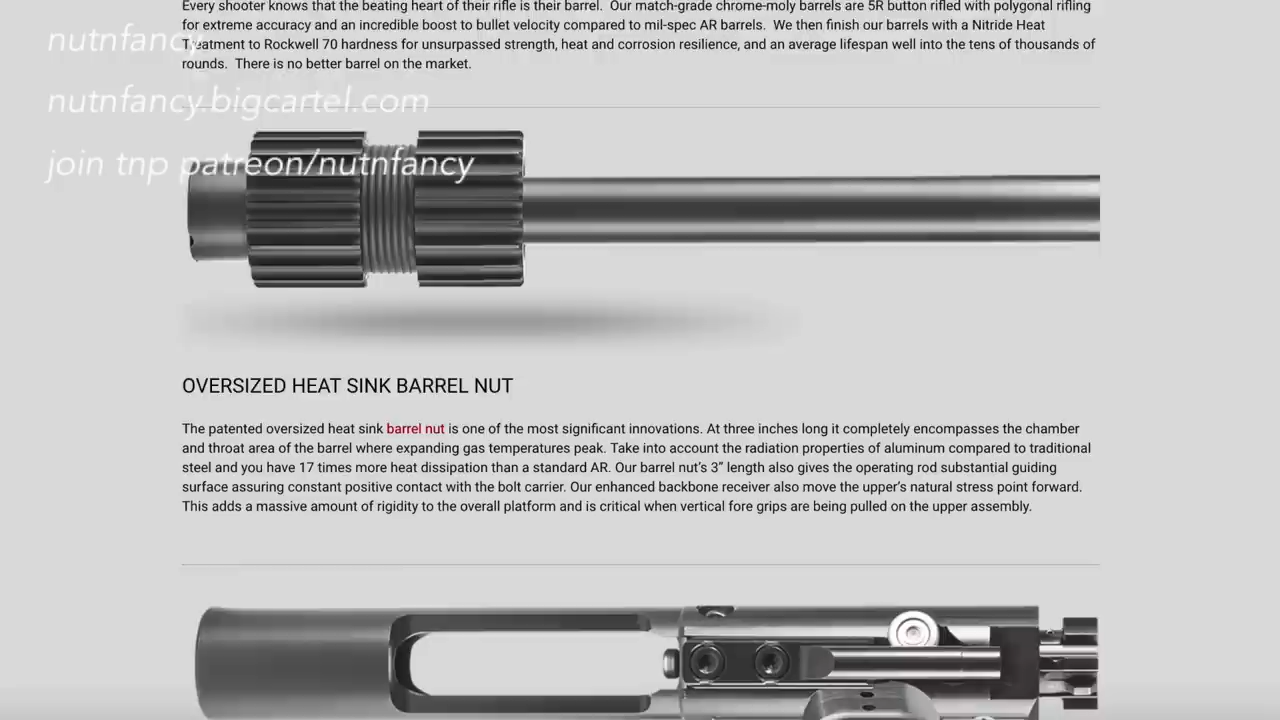 Every shooter knows that the beating heart of their rifle is their barrel. Our match-grade chrome-moly barrels are 5R button rifled with polygonal rifling
for extreme accuracy and an incredible boost to bullet velocity compared to mil-spec AR barrels. We then finish our barrels with a Nitride Heat
Treatment to Rockwell 70 hardness for unsurpassed strength, heat and corrosion resilience, and an average lifespan well into the tens of thousands of
rounds. There is no better barrel on the market.
nutnfancy
nutnfancy.bigcartel.com
join tnp patreon/nutnfancy
OVERSIZED HEAT SINK BARREL NUT
The patented oversized heat sink barrel nut is one of the most significant innovations. At three inches long it completely encompasses the chamber
and throat area of the barrel where expanding gas temperatures peak. Take into account the radiation properties of aluminum compared to traditional
steel and you have 17 times more heat dissipation than a standard AR. Our barrel nut's 3" length also gives the operating rod substantial guiding
surface assuring constant positive contact with the bolt carrier. Our enhanced backbone receiver also move the upper's natural stress point forward.
This adds a massive amount of rigidity to the overall platform and is critical when vertical fore grips are being pulled on the upper assembly.